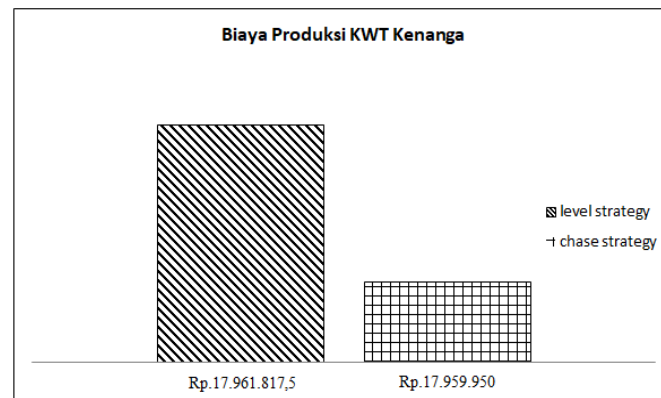 Biaya Produksi KWT Kenanga
level strategy
chase strategy
Rp.17.961.817,5
Rp.17.959.950